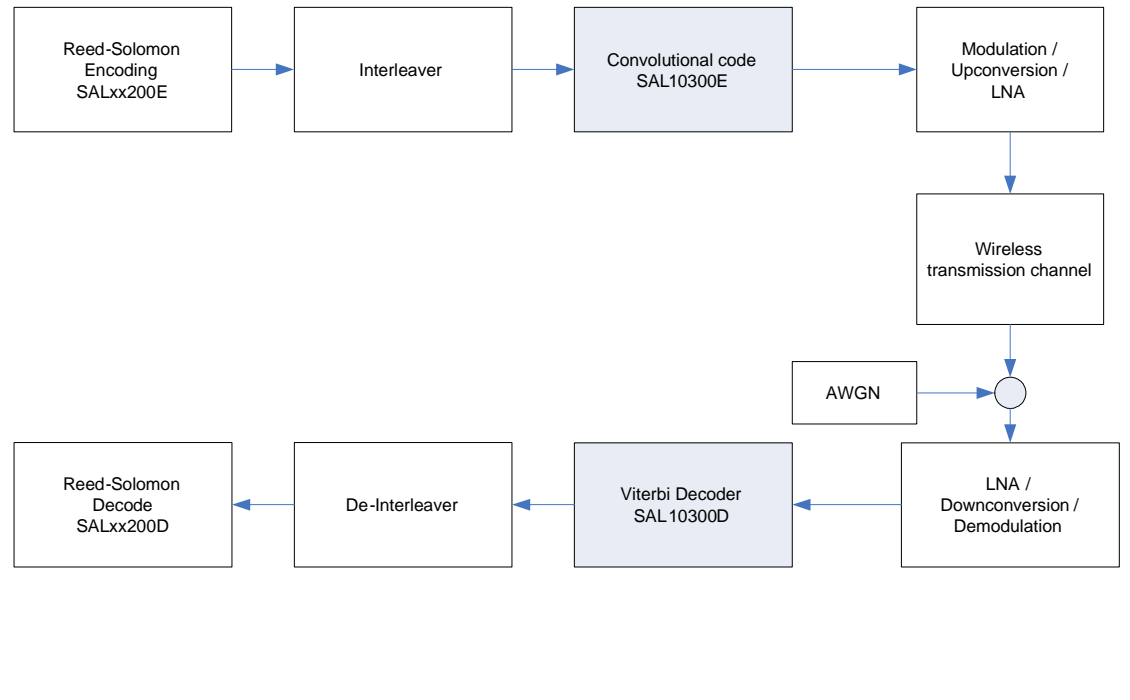 Reed-Solomon
Encoding
SALxx200E
Interleaver
Convolutional code
SAL10300E
Modulation /
Upconversion /
LNA
Wireless
transmission channel
AWGN
LNA /
Downconversion /
Demodulation
Viterbi Decoder
SAL10300D
De-Interleaver
Reed-Solomon
Decode
SALxx200D